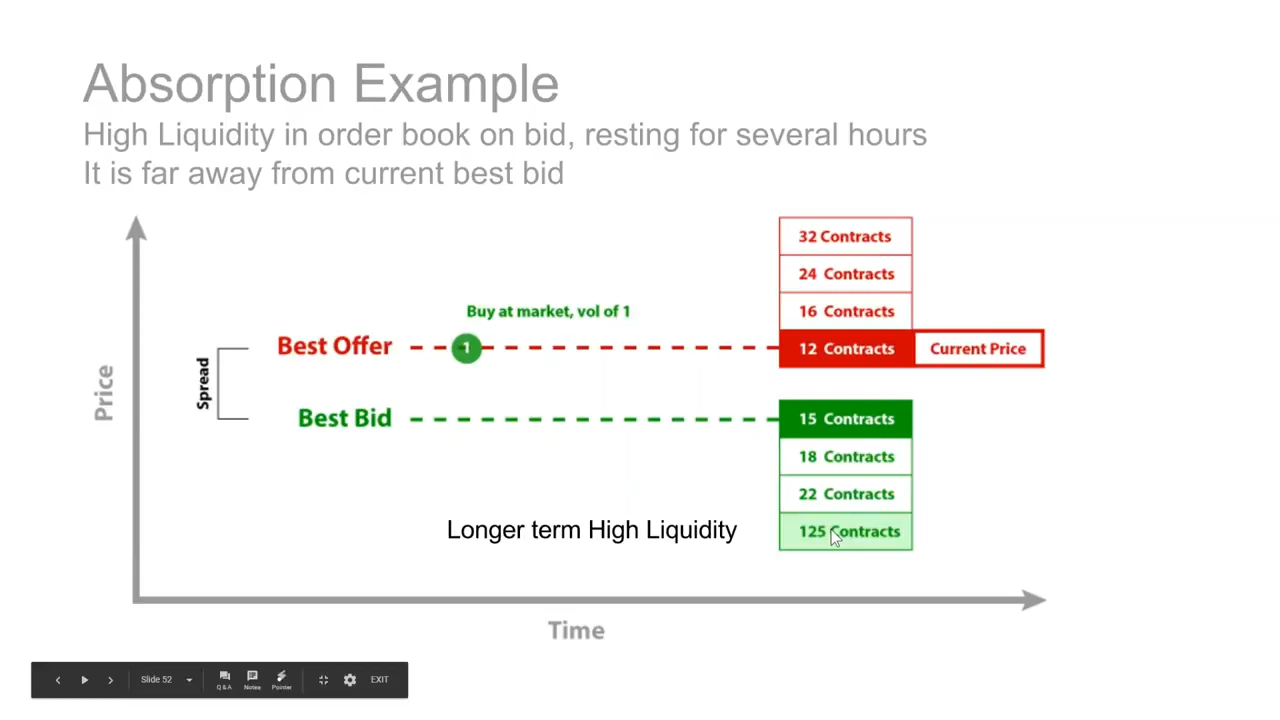 Absorption Example
High Liquidity in order book on bid, resting for several hours
It is far away from current best bid
32 Contracts
24 Contracts
Buy at market, vol of 1
16 Contracts
Best Offer
1
12 Contracts
Current Price
Spread
Price
Best Bid
15 Contracts
18 Contracts
22 Contracts
Longer term High Liquidity
125 Contracts
Time
Slide 52
Q & A
Notes
Pointer
EXIT